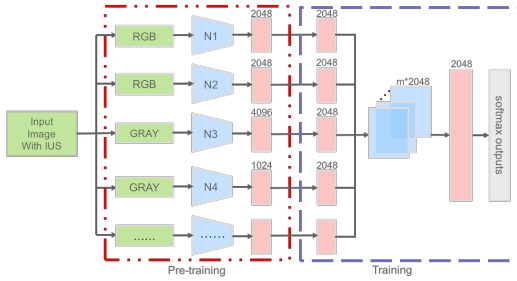 2048
2048
RGB
N1
2048
2048
RGB
N2
m*2048
2048
Input
Image
With IUS
4096
2048
GRAY
N3
softmax outputs
1024
2048
GRAY
N4
......
......
Pre-training
Training